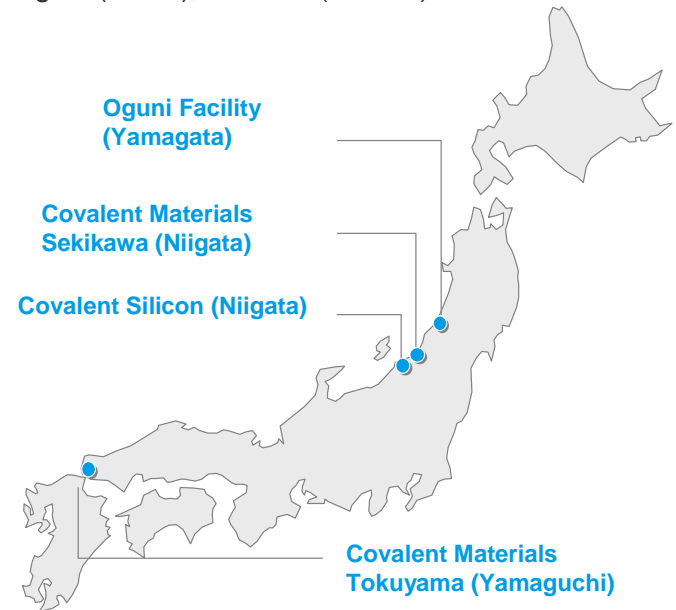 Oguni Facility
(Yamagata)
Covalent Materials
Sekikawa (Niigata)
Covalent Silicon (Niigata)
Covalent Materials
Tokuyama (Yamaguchi)